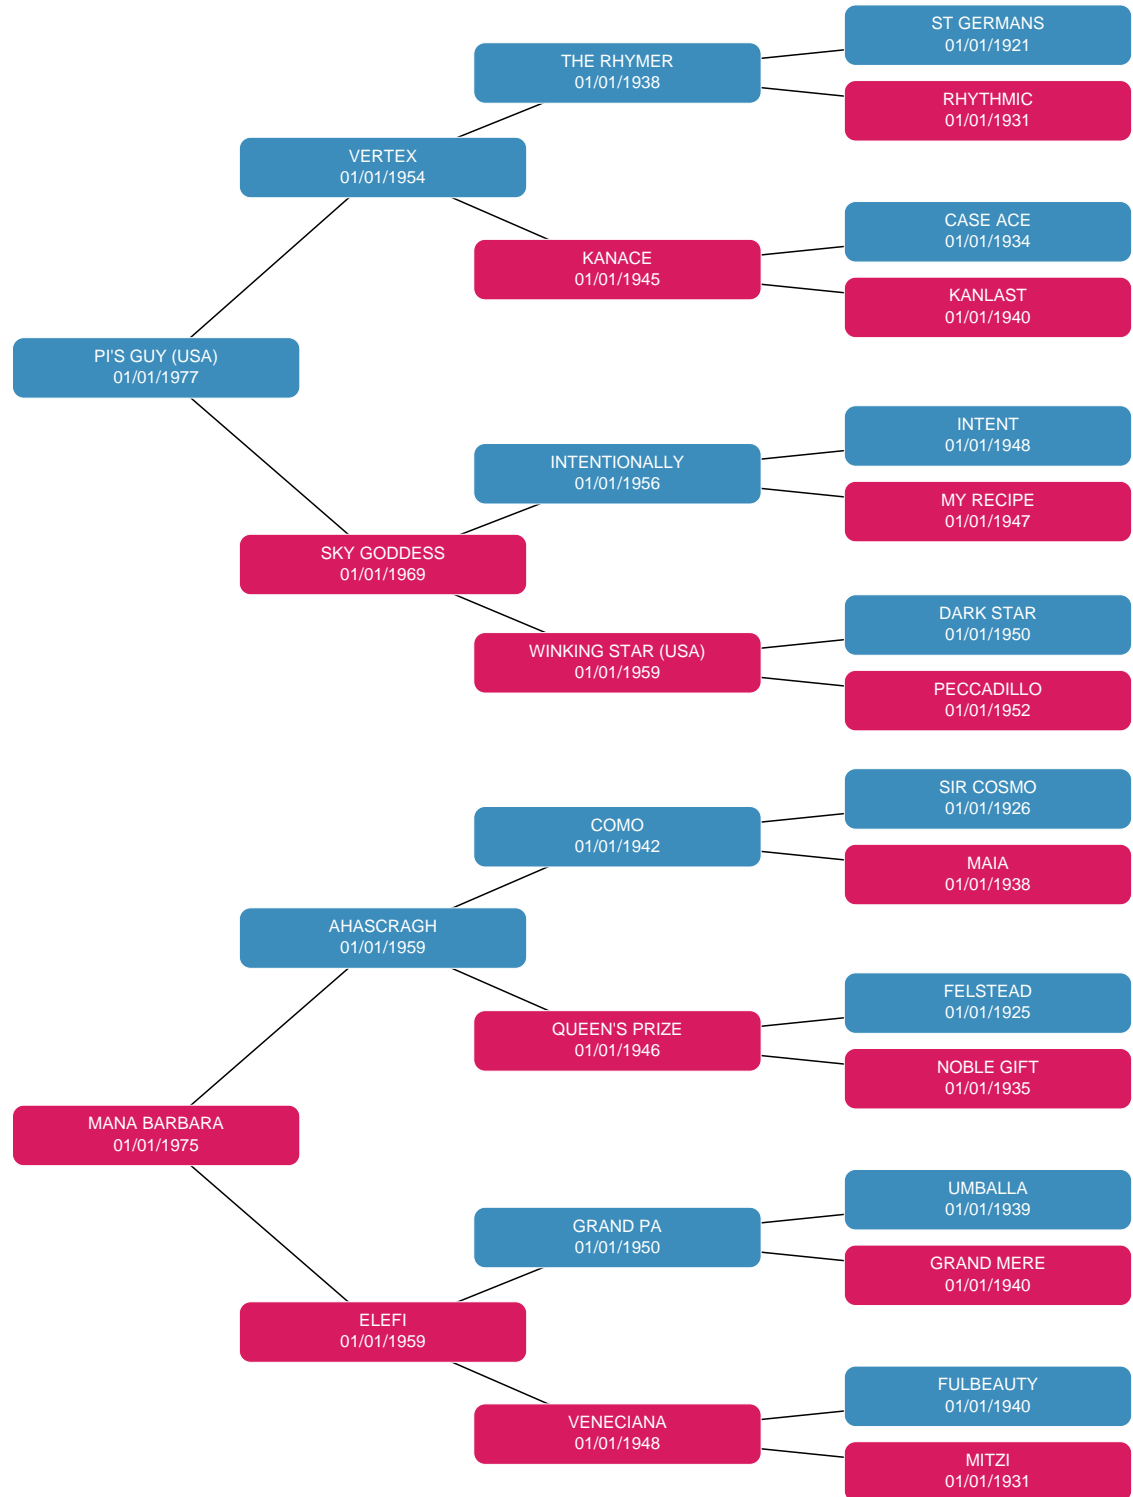 ST GERMANS
01/01/1921
THE RHYMER
01/01/1938
RHYTHMIC
01/01/1931
VERTEX
01/01/1954
CASE ACE
01/01/1934
KANACE
01/01/1945
KANLAST
01/01/1940
PI'S GUY (USA)
01/01/1977
INTENT
01/01/1948
INTENTIONALLY
01/01/1956
MY RECIPE
01/01/1947
SKY GODDESS
01/01/1969
DARK STAR
01/01/1950
WINKING STAR (USA)
01/01/1959
PECCADILLO
01/01/1952
SIR COSMO
01/01/1926
COMO
01/01/1942
MAIA
01/01/1938
AHASCRAGH
01/01/1959
FELSTEAD
01/01/1925
QUEEN'S PRIZE
01/01/1946
NOBLE GIFT
01/01/1935
MANA BARBARA
01/01/1975
UMBALLA
01/01/1939
GRAND PA
01/01/1950
GRAND MERE
01/01/1940
ELEFI
01/01/1959
FULBEAUTY
01/01/1940
VENECIANA
01/01/1948
MITZI
01/01/1931